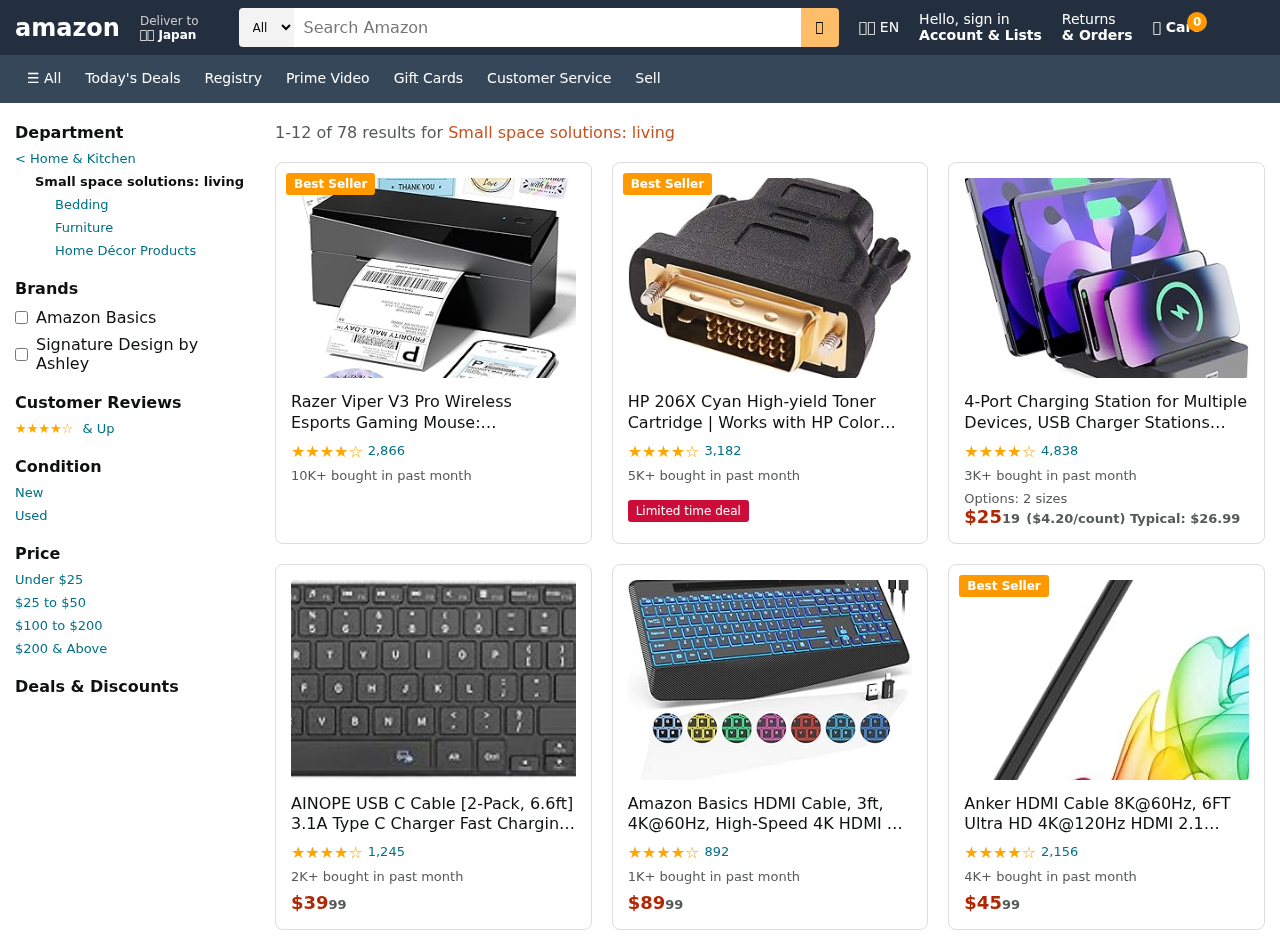 amazon
Deliver to
Japan
All
Search Amazon
EN
Hello, sign in
Account & Lists
Returns
& Orders
0
☰ All
Today's Deals
Registry
Prime Video
Gift Cards
Customer Service
Sell
Department
< Home & Kitchen
Small space solutions: living
Bedding
Furniture
Home Décor Products
Brands
Amazon Basics
Signature Design by
Ashley
Customer Reviews
★★★★☆ & Up
Condition
New
Used
Price
Under $25
$25 to $50
$100 to $200
$200 & Above
Deals & Discounts
1-12 of 78 results for Small space solutions: living
Best Seller
THANK YOU
PRIORITY MAIL 2-DAY™
P
Razer Viper V3 Pro Wireless
Esports Gaming Mouse:...
★★★★☆ 2,866
10K+ bought in past month
Best Seller
HP 206X Cyan High-yield Toner
Cartridge | Works with HP Color...
★★★★☆ 3,182
5K+ bought in past month
Limited time deal
4-Port Charging Station for Multiple
Devices, USB Charger Stations...
★★★★☆ 4,838
3K+ bought in past month
Options: 2 sizes
$2519 ($4.20/count) Typical: $26.99
AINOPE USB C Cable [2-Pack, 6.6ft]
3.1A Type C Charger Fast Chargin...
★★★★☆ 1,245
2K+ bought in past month
$3999
Amazon Basics HDMI Cable, 3ft,
4K@60Hz, High-Speed 4K HDMI ...
★★★★☆ 892
1K+ bought in past month
$8999
Best Seller
Anker HDMI Cable 8K@60Hz, 6FT
Ultra HD 4K@120Hz HDMI 2.1...
★★★★☆ 2,156
4K+ bought in past month
$4599